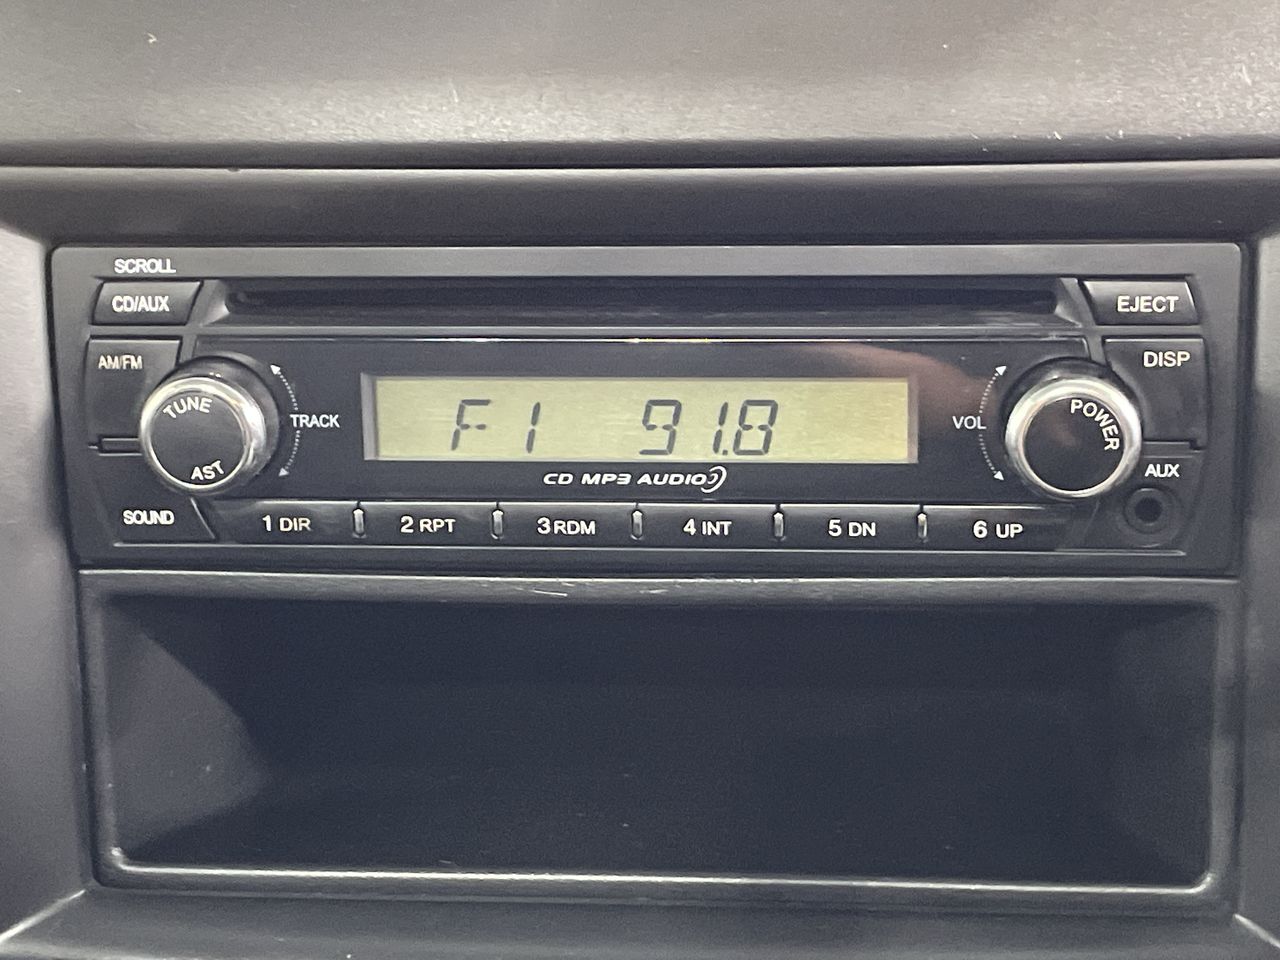 SCROLL
CD/AUX
EJECT
AM/FM
DISP
TUNE
AST
TRACK
F1 91.8
VOL
POWER
CD MP3 AUDIO
AUX
SOUND
1 DIR
2 RPT
3 RDM
4 INT
5 DN
6 UP